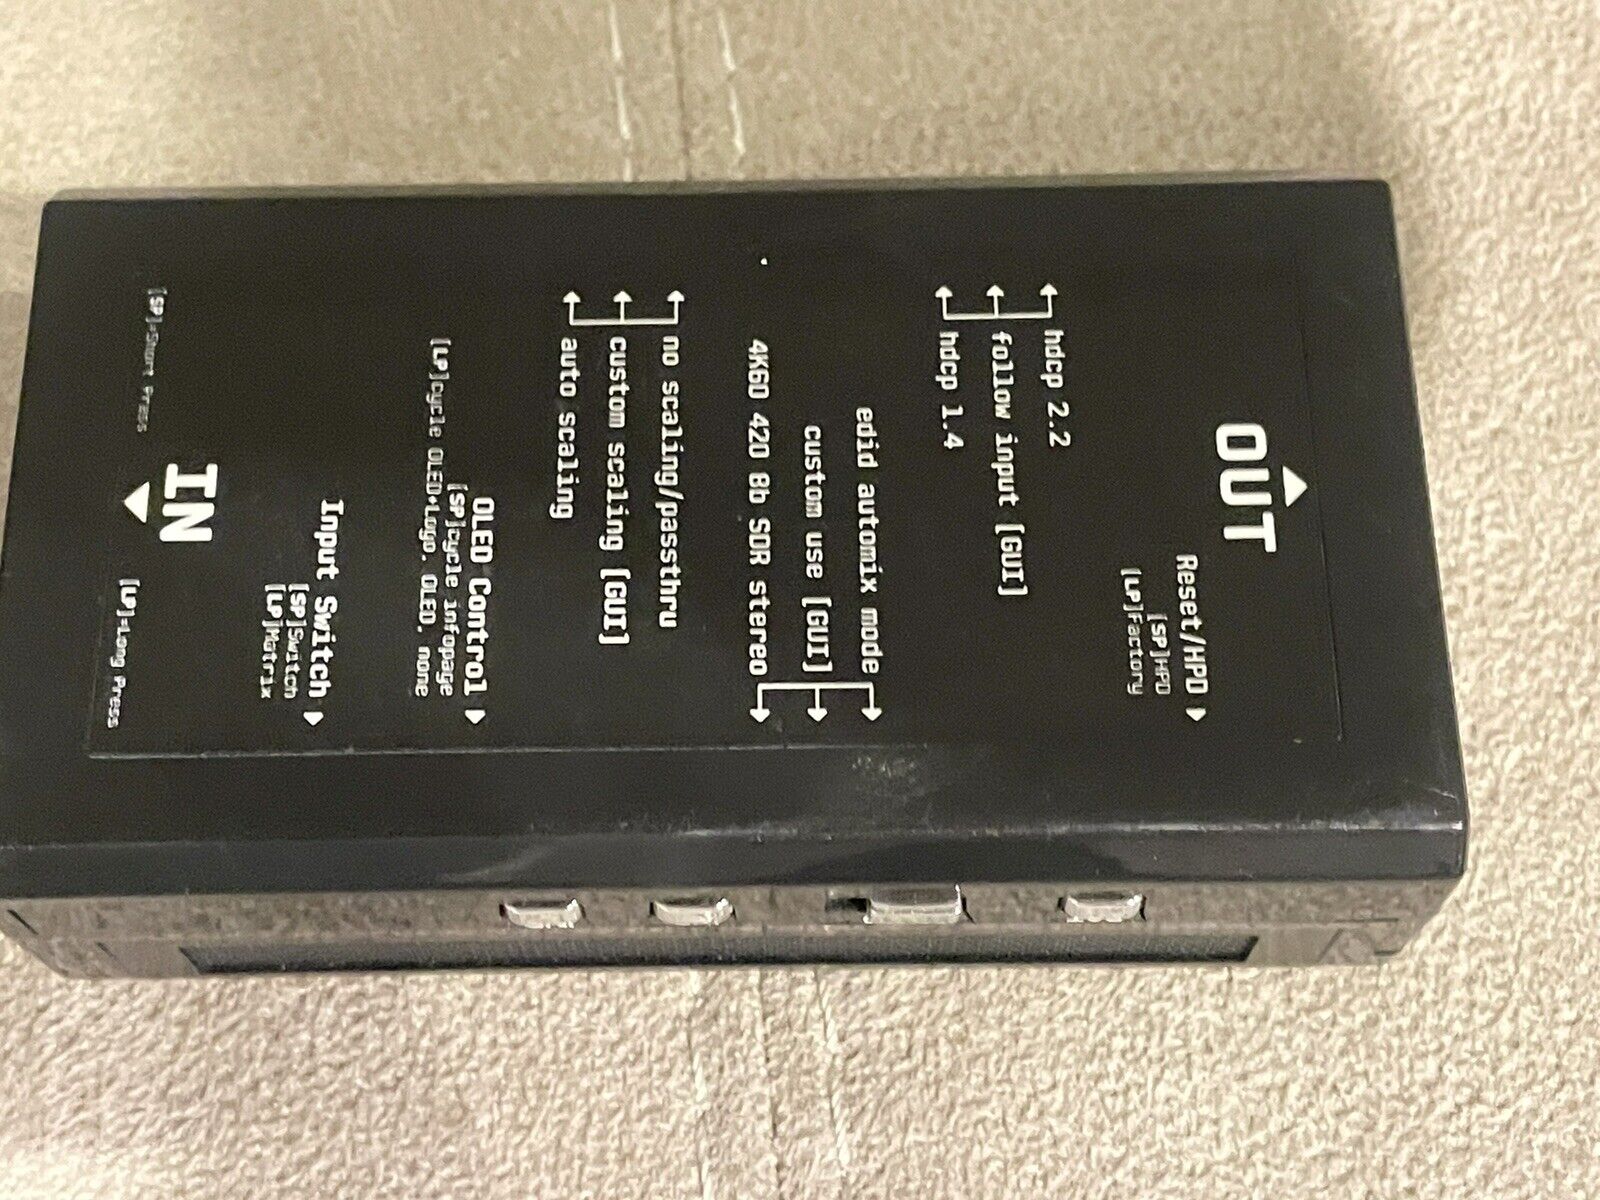 OUT
Reset/HPD
[SP]HPD
[LP]Factory
hdcp 2.2
follow input [GUI]
hdcp 1.4
edid automix mode
custom use [GUI]
4K60 420 8b SDR stereo
no scaling/passthru
custom scaling [GUI]
auto scaling
OLED Control
[SP]cycle infopage
[LP]cycle OLED+Logo, OLED, none
Input Switch
[SP]Switch
[LP]Matrix
IN
[SP]=Short Press
[LP]=Long Press